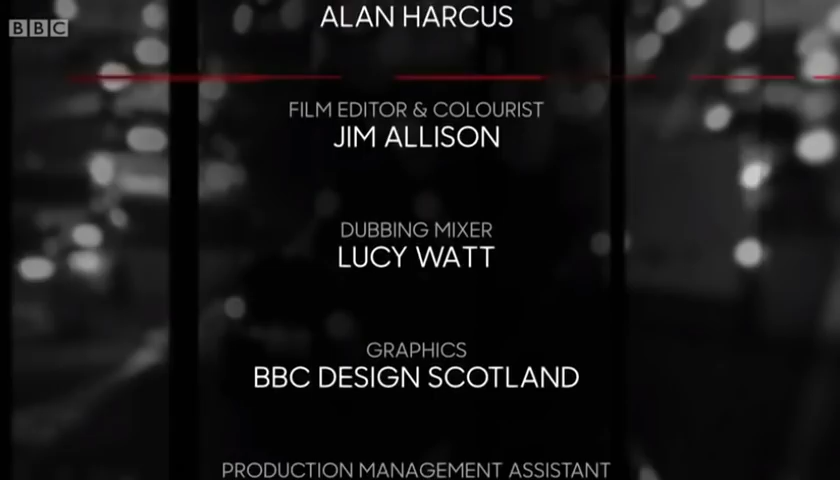 BBC
ALAN HARCUS
FILM EDITOR & COLOURIST
JIM ALLISON
DUBBING MIXER
LUCY WATT
GRAPHICS
BBC DESIGN SCOTLAND
PRODUCTION MANAGEMENT ASSISTANT